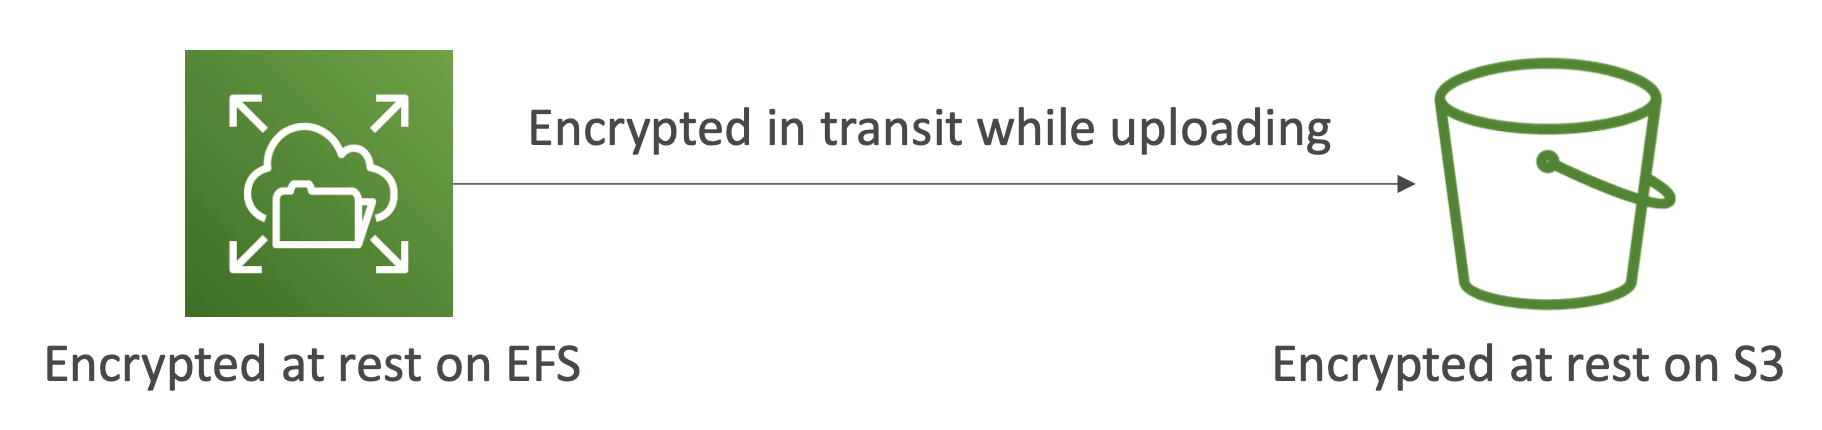 Encrypted in transit while uploading
Encrypted at rest on EFS
Encrypted at rest on S3